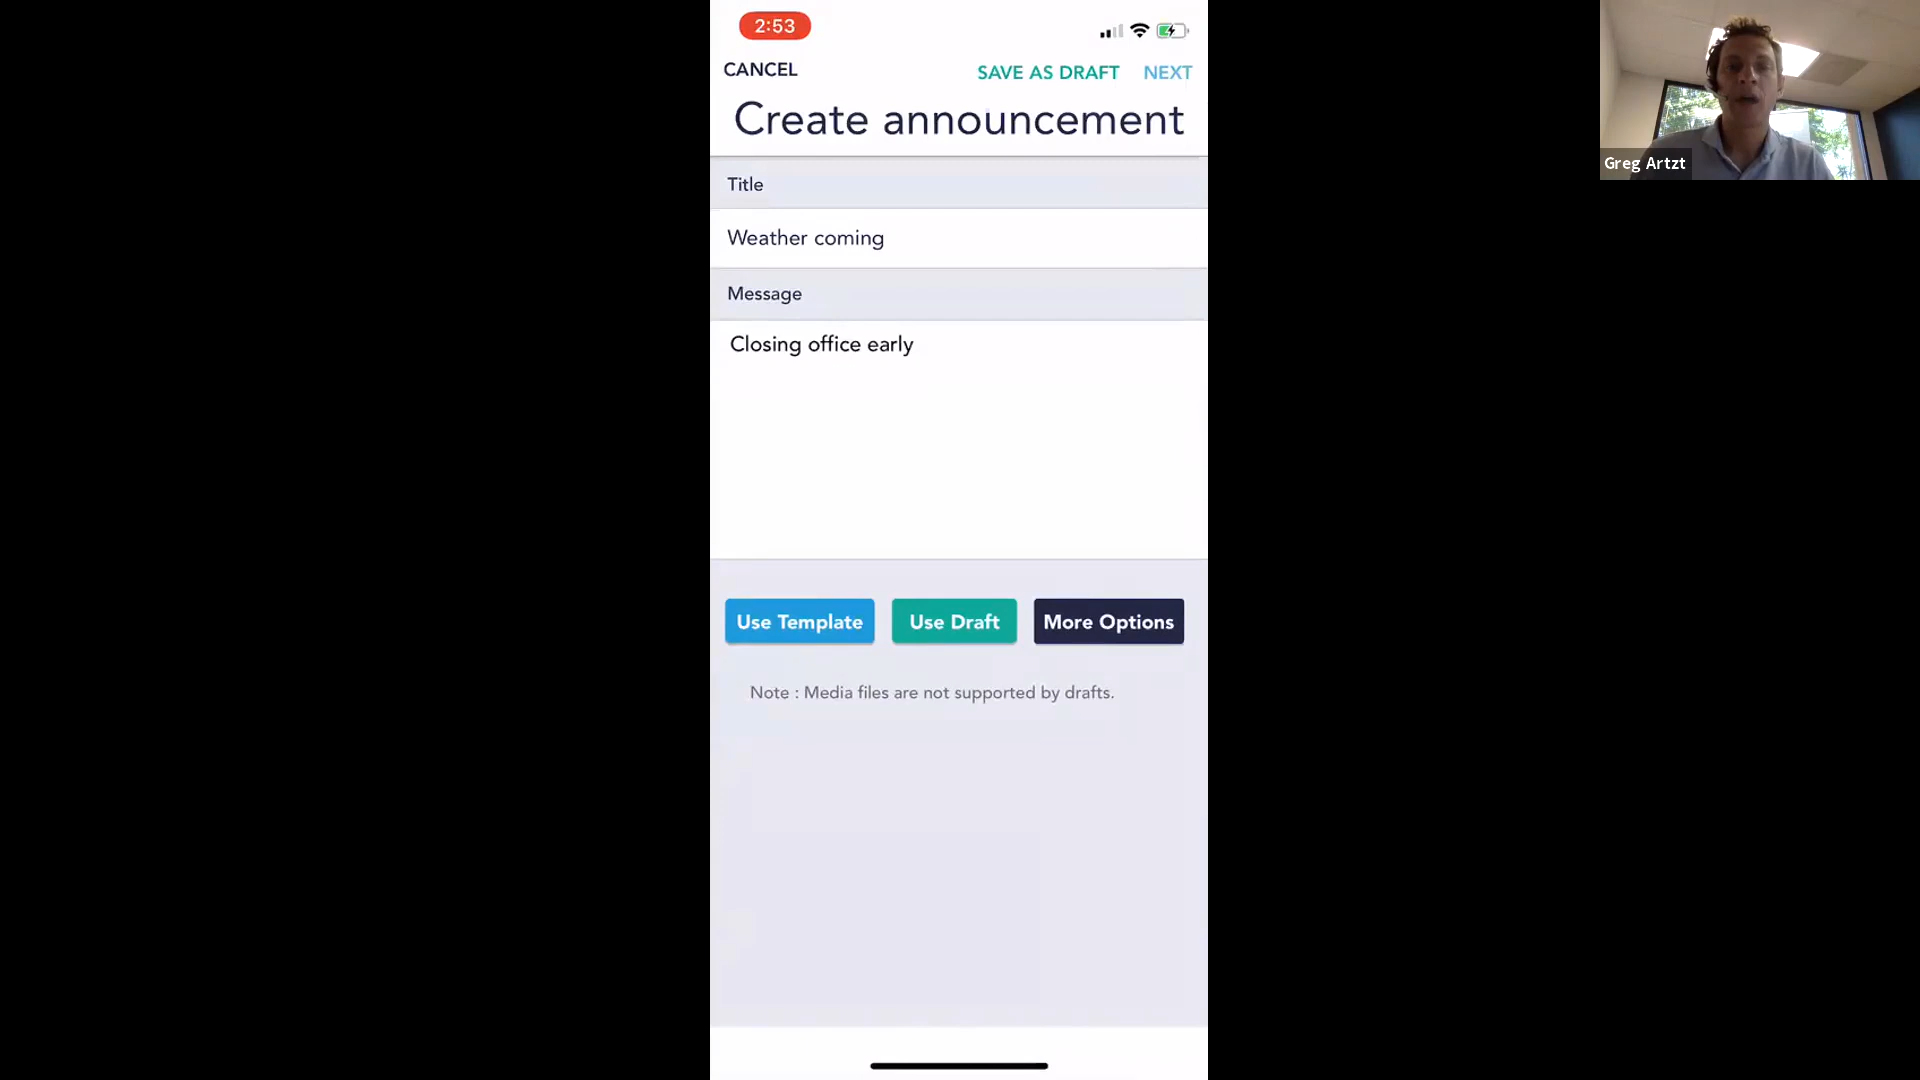 2:53
CANCEL
SAVE AS DRAFT NEXT
Create announcement
Title
Weather coming
Message
Closing office early
Use Template Use Draft More Options
Note : Media files are not supported by drafts.
Greg Artzt